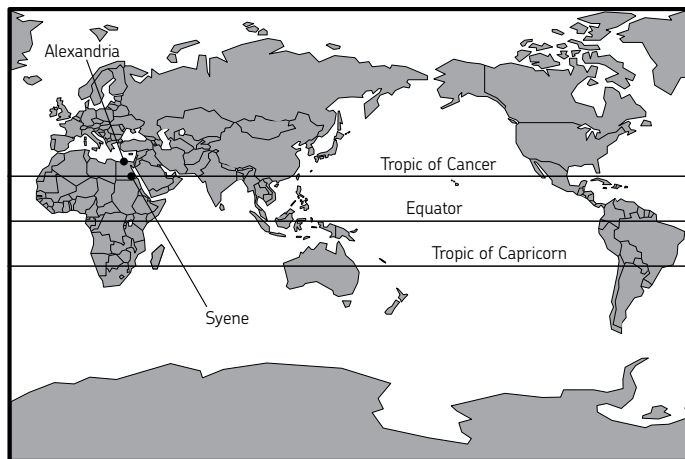 Alexandria
Tropic of Cancer
Equator
Tropic of Capricorn
Syene